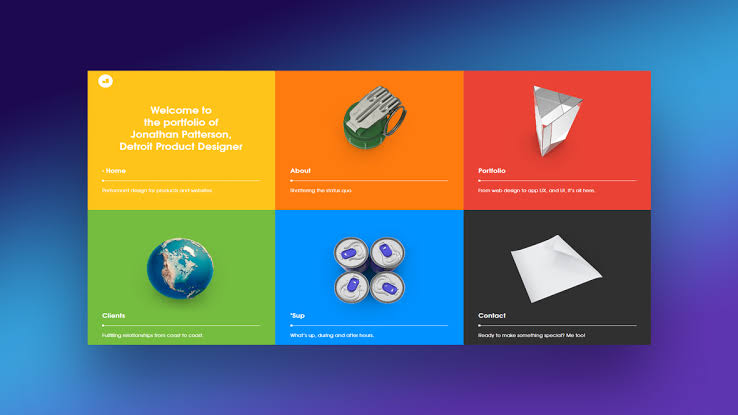 Welcome to
the portfolio of
Jonathan Patterson,
Detroit Product Designer
• Home
Performant design for products and websites.
About
Shattering the status quo.
Portfolio
From web design to app UX, and UI, it's all here.
Clients
Fulfilling relationships from coast to coast.
'Sup
What's up, during and after hours.
Contact
Ready to make something special? Me too!